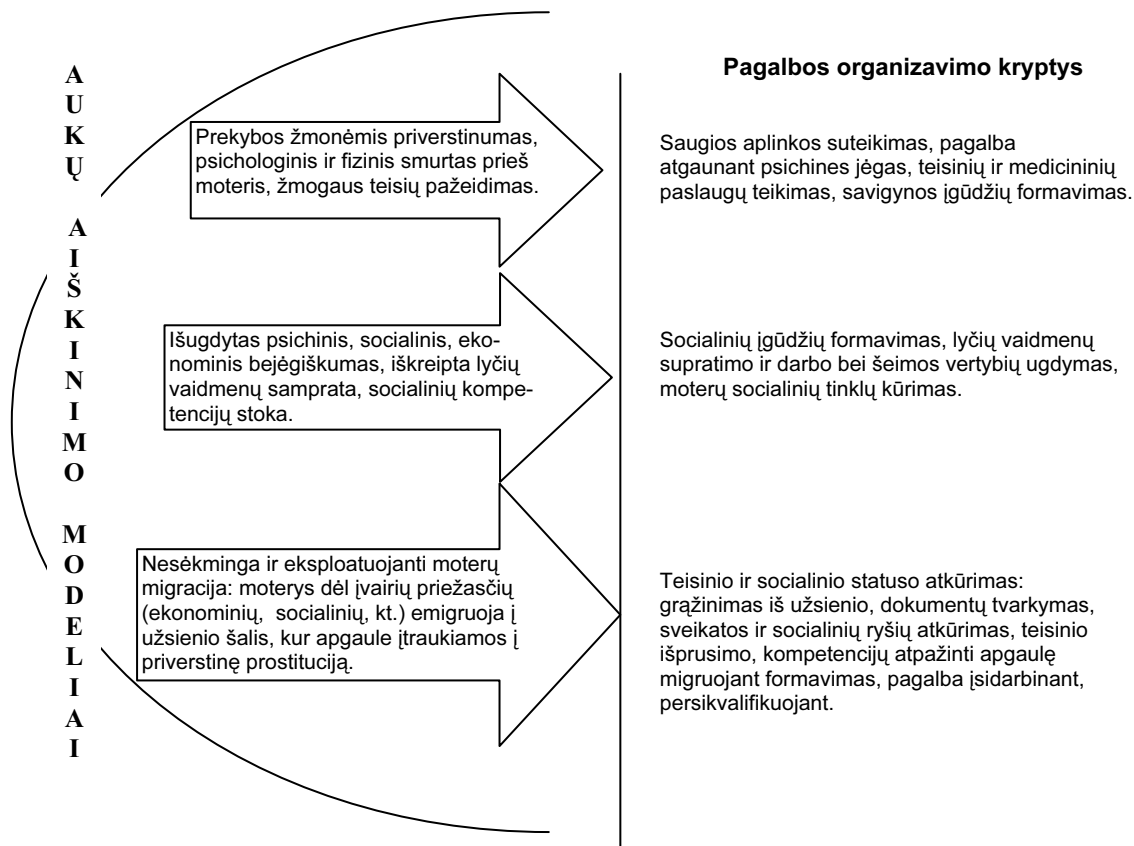 AUKŲ AIŠKINIMO MODELIAI
Pagalbos organizavimo kryptys
Prekybos žmonėmis priverstinumas,
psichologinis ir fizinis smurtas prieš
moteris, žmogaus teisių pažeidimas.
Saugios aplinkos suteikimas, pagalba
atgaunant psichines jėgas, teisinių ir medicininių
paslaugų teikimas, savigynos įgūdžių formavimas.
Išugdytas psichinis, socialinis, eko-
nominis bejėgiškumas, iškreipta lyčių
vaidmenų samprata, socialinių kompe-
tencijų stoka.
Socialinių įgūdžių formavimas, lyčių vaidmenų
supratimo ir darbo bei šeimos vertybių ugdymas,
moterų socialinių tinklų kūrimas.
Nesėkminga ir eksploatuojanti moterų
migracija: moterys dėl įvairių priežasčių
(ekonominių, socialinių, kt.) emigruoja į
užsienio šalis, kur apgaule įtraukiamos į
priverstinę prostituciją.
Teisinio ir socialinio statuso atkūrimas:
grąžinimas iš užsienio, dokumentų tvarkymas,
sveikatos ir socialinių ryšių atkūrimas, teisinio
išprusimo, kompetencijų atpažinti apgaulę
migruojant formavimas, pagalba įsidarbinant,
persikvalifikuojant.